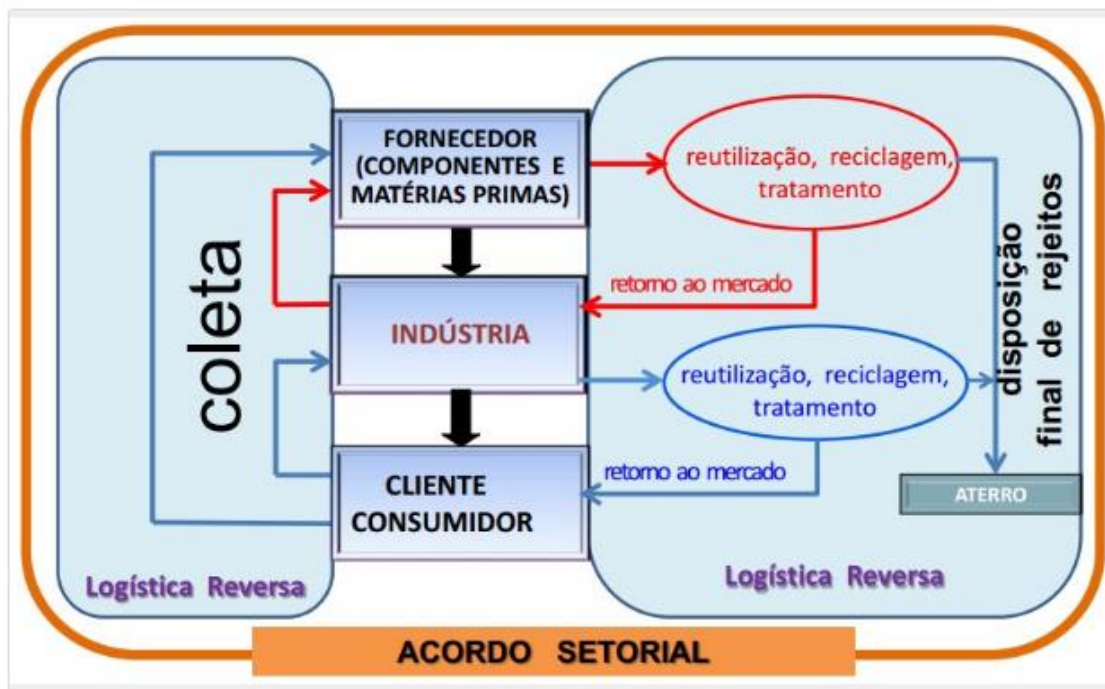 FORNECEDOR
(COMPONENTES E
MATÉRIAS PRIMAS)
reutilização, reciclagem,
tratamento
coleta
retorno ao mercado
INDÚSTRIA
disposição
final de rejeitos
reutilização, reciclagem,
tratamento
retorno ao mercado
CLIENTE
CONSUMIDOR
ATERRO
Logística Reversa
Logística Reversa
ACORDO SETORIAL